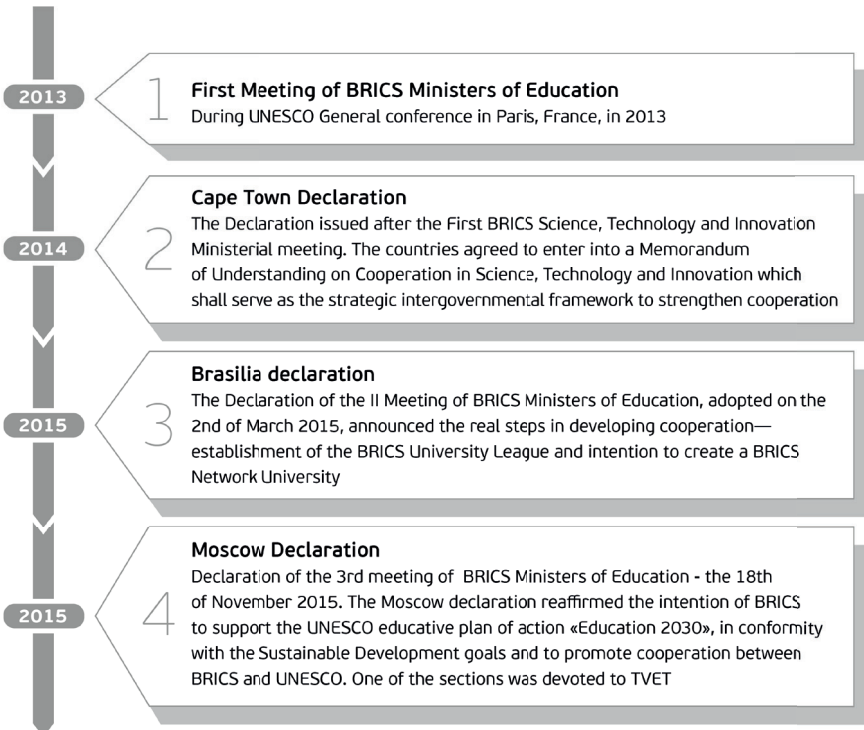 2013
1
First Meeting of BRICS Ministers of Education
During UNESCO General conference in Paris, France, in 2013
2014
2
Cape Town Declaration
The Declaration issued after the First BRICS Science, Technology and Innovation
Ministerial meeting. The countries agreed to enter into a Memorandum
of Understanding on Cooperation in Science, Technology and Innovation which
shall serve as the strategic intergovernmental framework to strengthen cooperation
2015
3
Brasilia declaration
The Declaration of the II Meeting of BRICS Ministers of Education, adopted on the
2nd of March 2015, announced the real steps in developing cooperation—
establishment of the BRICS University League and intention to create a BRICS
Network University
2015
4
Moscow Declaration
Declaration of the 3rd meeting of BRICS Ministers of Education - the 18th
of November 2015. The Moscow declaration reaffirmed the intention of BRICS
to support the UNESCO educative plan of action «Education 2030», in conformity
with the Sustainable Development goals and to promote cooperation between
BRICS and UNESCO. One of the sections was devoted to TVET